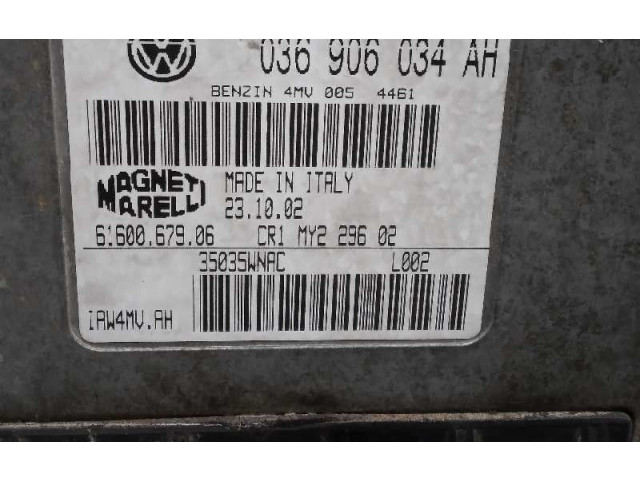 036 906 034 AH
BENZIN 4MV 005 4461
MAGNETI MARELLI
MADE IN ITALY
23.10.02
61600.679.06 CR1 MY2 296 02
35035WNAC L002
IAW4MV.AH